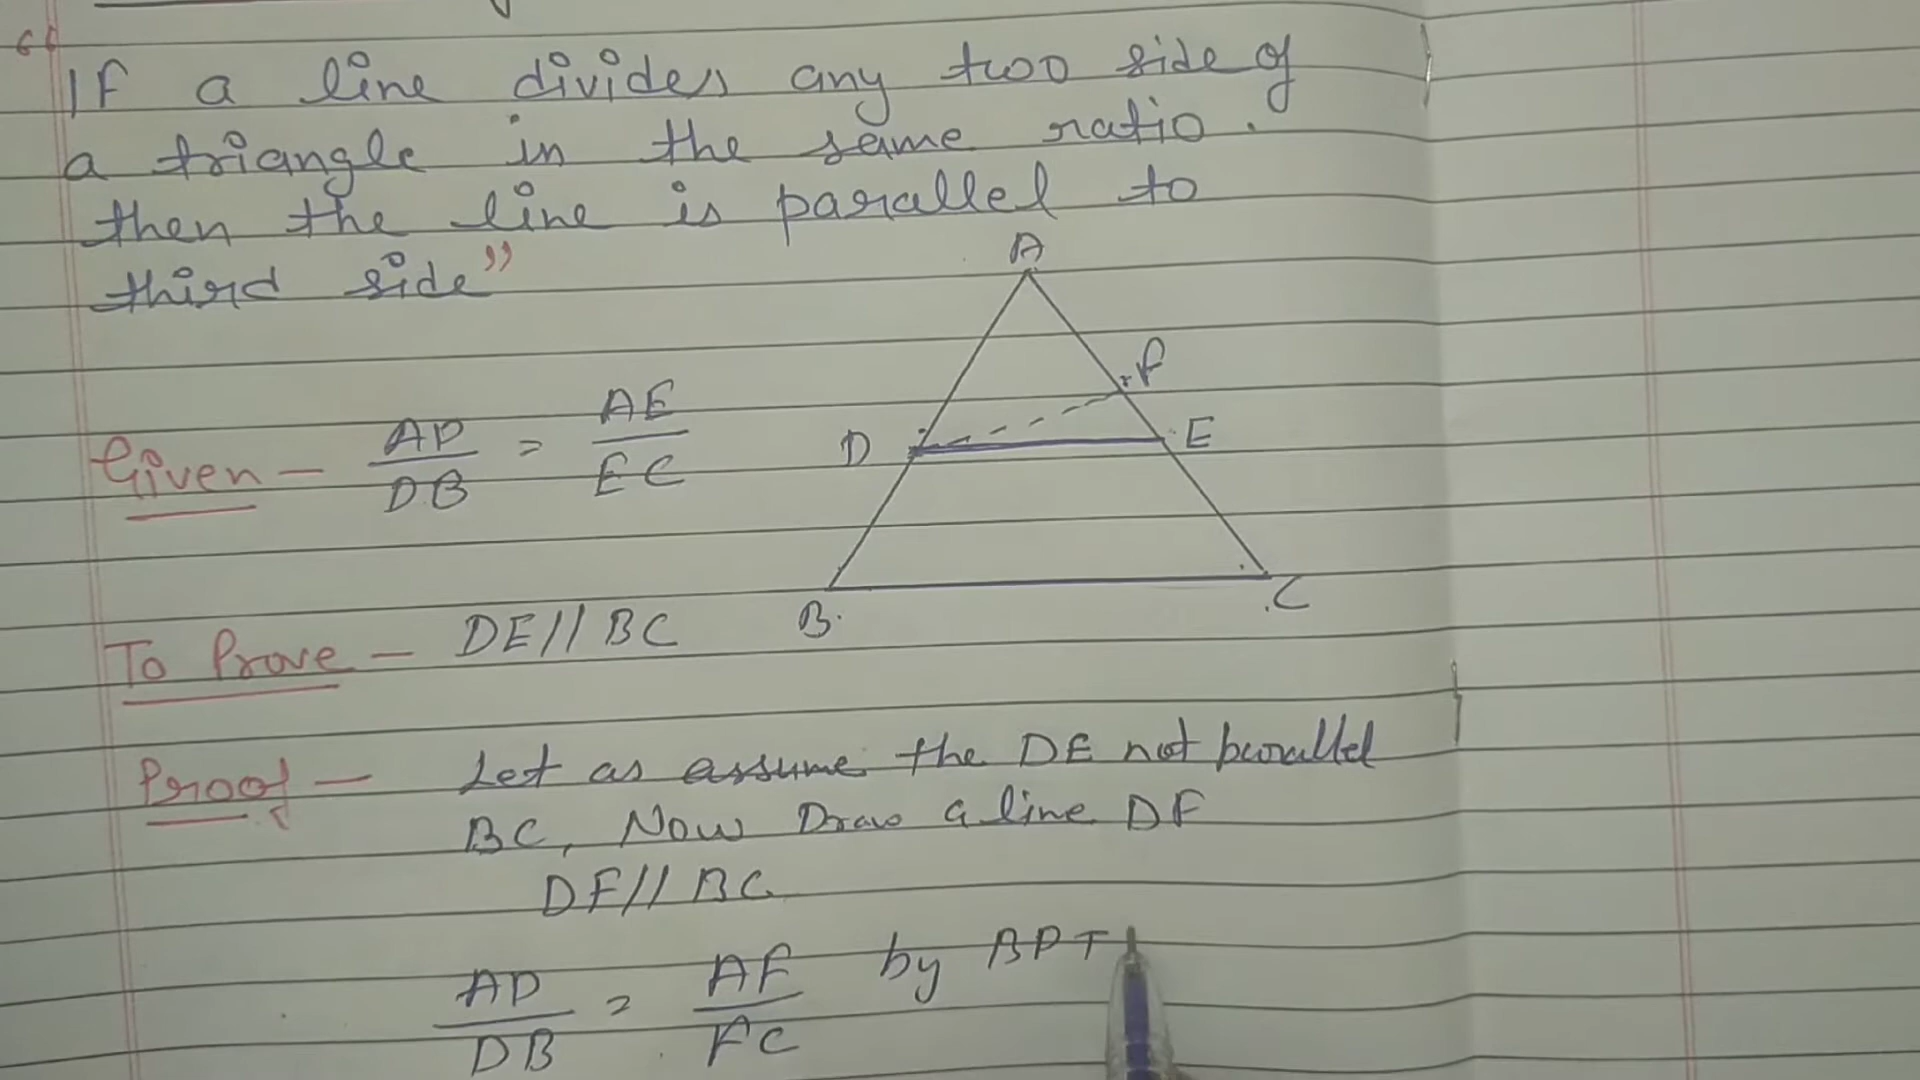 “If a line divides any two side of
a triangle in the same ratio.
then the line is parallel to
third side”
A
F
Given - AD/DB = AE/EC
D
E
B
C
To Prove - DE//BC
Proof - Let as assume the DE not parallel
BC, Now Draw a line DF
DF//BC
AD/DB = AF/FC by BPT